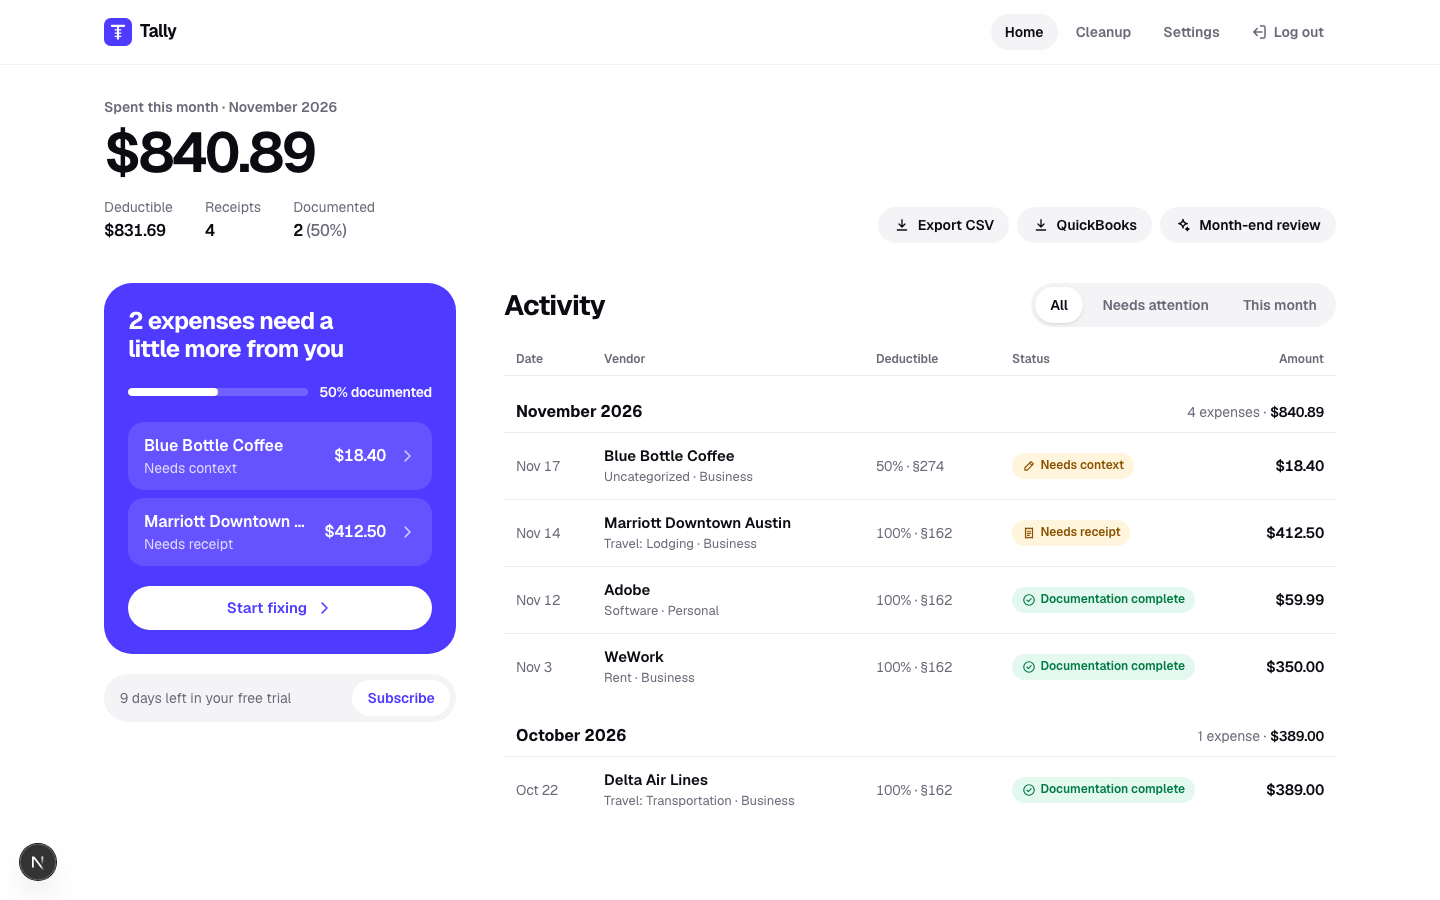 Tally
Home
Cleanup
Settings
Log out
Spent this month · November 2026
$840.89
Deductible
$831.69
Receipts
4
Documented
2 (50%)
Export CSV
QuickBooks
Month-end review
2 expenses need a
little more from you
50% documented
Blue Bottle Coffee
Needs context
$18.40
Marriott Downtown ...
Needs receipt
$412.50
Start fixing
9 days left in your free trial
Subscribe
Activity
All
Needs attention
This month
Date Vendor Deductible Status Amount
November 2026 4 expenses · $840.89
Nov 17 Blue Bottle Coffee 50% · §274 Needs context $18.40
Uncategorized · Business
Nov 14 Marriott Downtown Austin 100% · §162 Needs receipt $412.50
Travel: Lodging · Business
Nov 12 Adobe 100% · §162 Documentation complete $59.99
Software · Personal
Nov 3 WeWork 100% · §162 Documentation complete $350.00
Rent · Business
October 2026 1 expense · $389.00
Oct 22 Delta Air Lines 100% · §162 Documentation complete $389.00
Travel: Transportation · Business
N